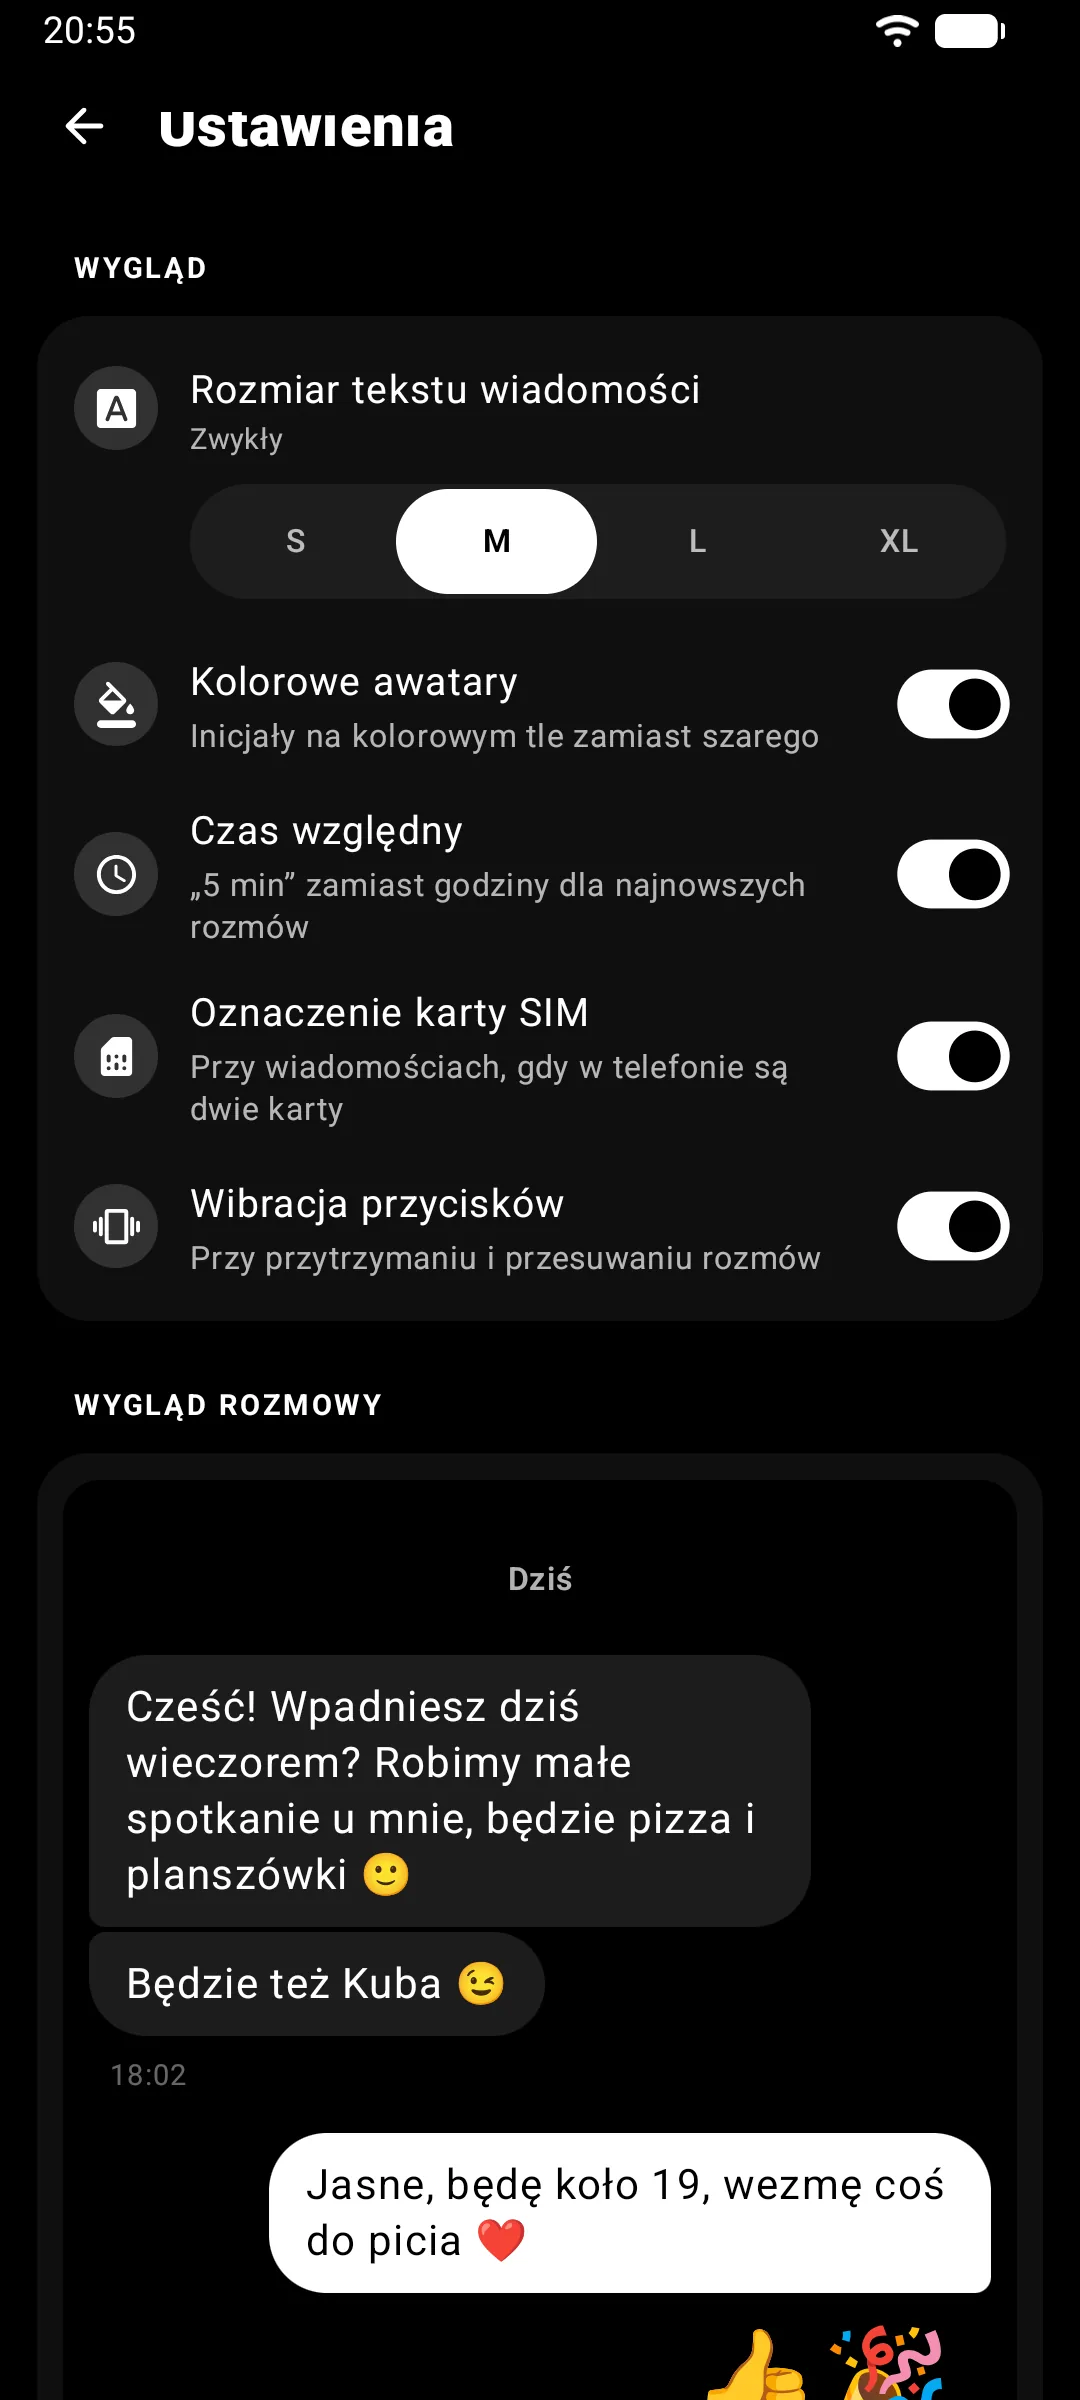 20:55
Ustawienia
WYGLĄD
Rozmiar tekstu wiadomości
Zwykły
S M L XL
Kolorowe awatary
Inicjały na kolorowym tle zamiast szarego
Czas względny
„5 min” zamiast godziny dla najnowszych
rozmów
Oznaczenie karty SIM
Przy wiadomościach, gdy w telefonie są
dwie karty
Wibracja przycisków
Przy przytrzymaniu i przesuwaniu rozmów
WYGLĄD ROZMOWY
Dziś
Cześć! Wpadniesz dziś
wieczorem? Robimy małe
spotkanie u mnie, będzie pizza i
planszówki 🙂
Będzie też Kuba 😉
18:02
Jasne, będę koło 19, wezmę coś
do picia ❤️
👍🎉